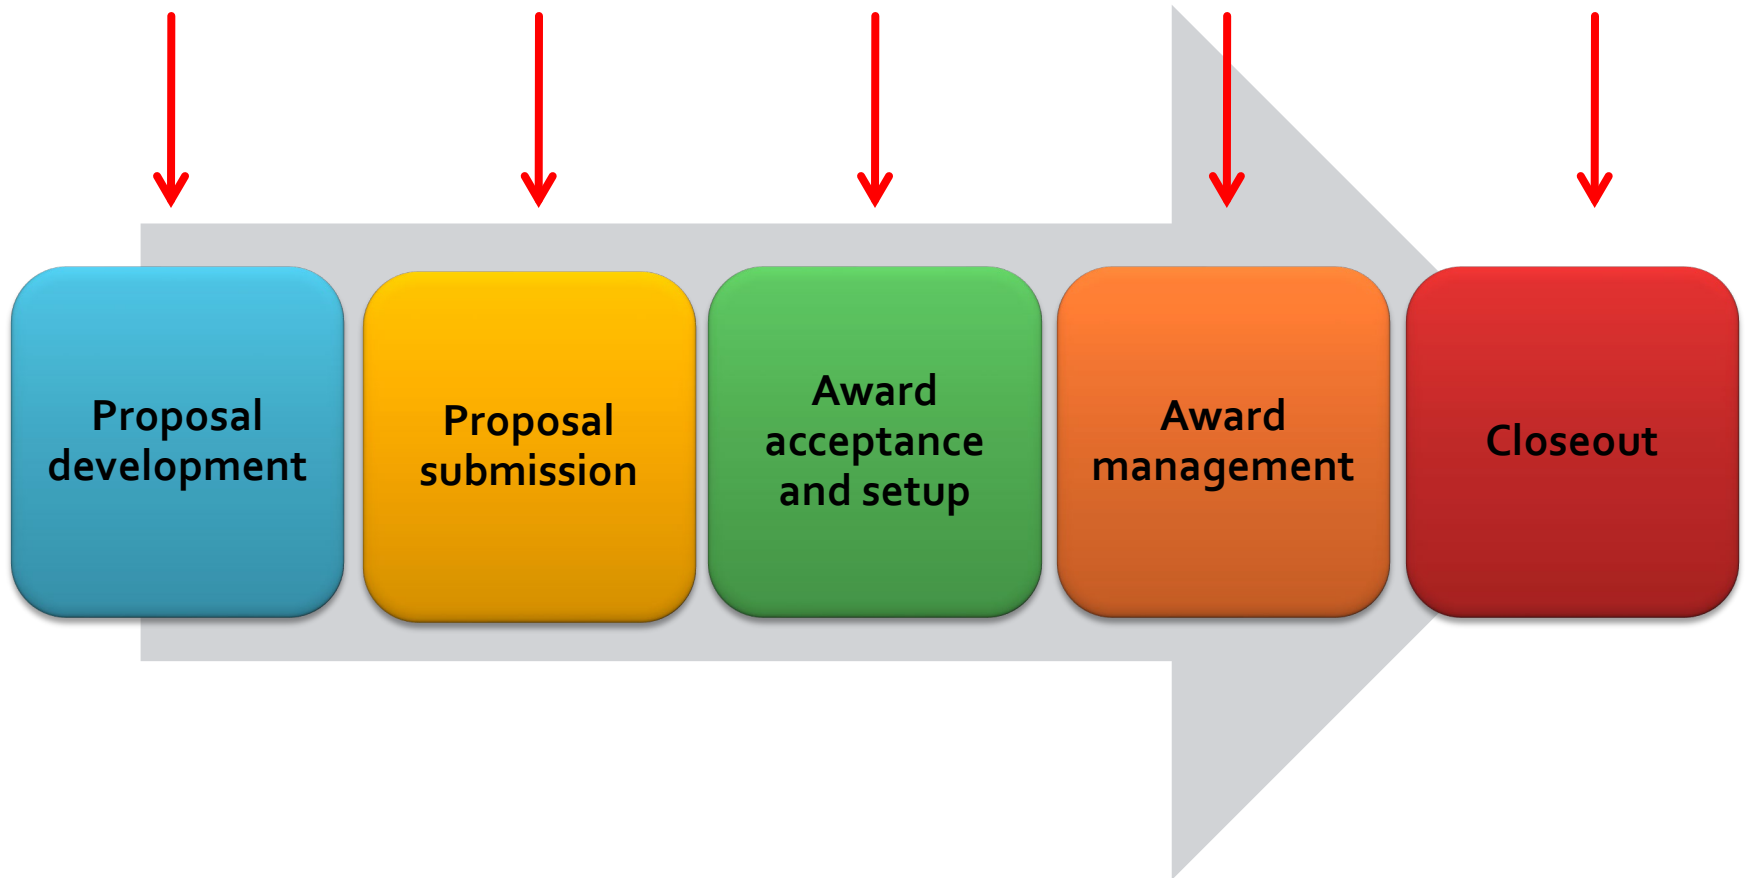 Proposal
development
Proposal
submission
Award
acceptance
and setup
Award
management
Closeout